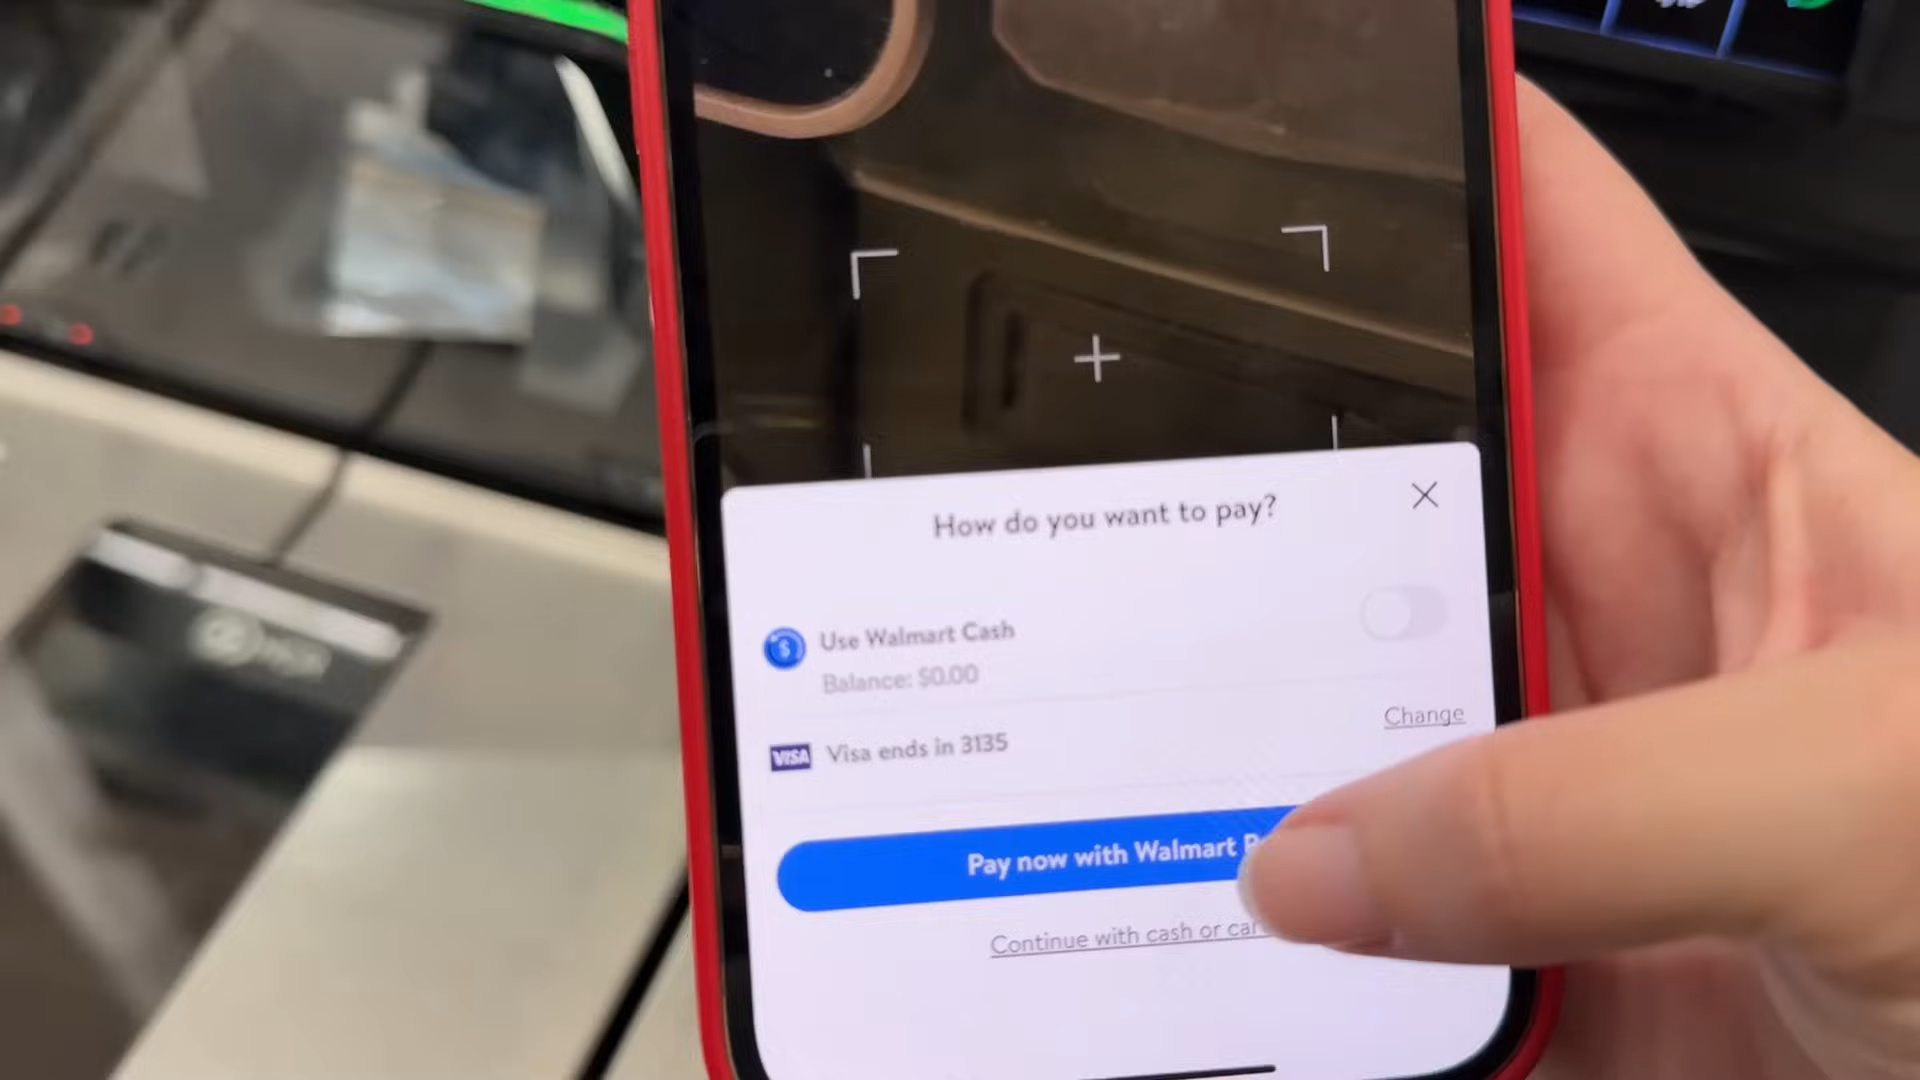 How do you want to pay?
Use Walmart Cash
Balance: $0.00
Change
VISA Visa ends in 3135
Pay now with Walmart
Continue with cash or